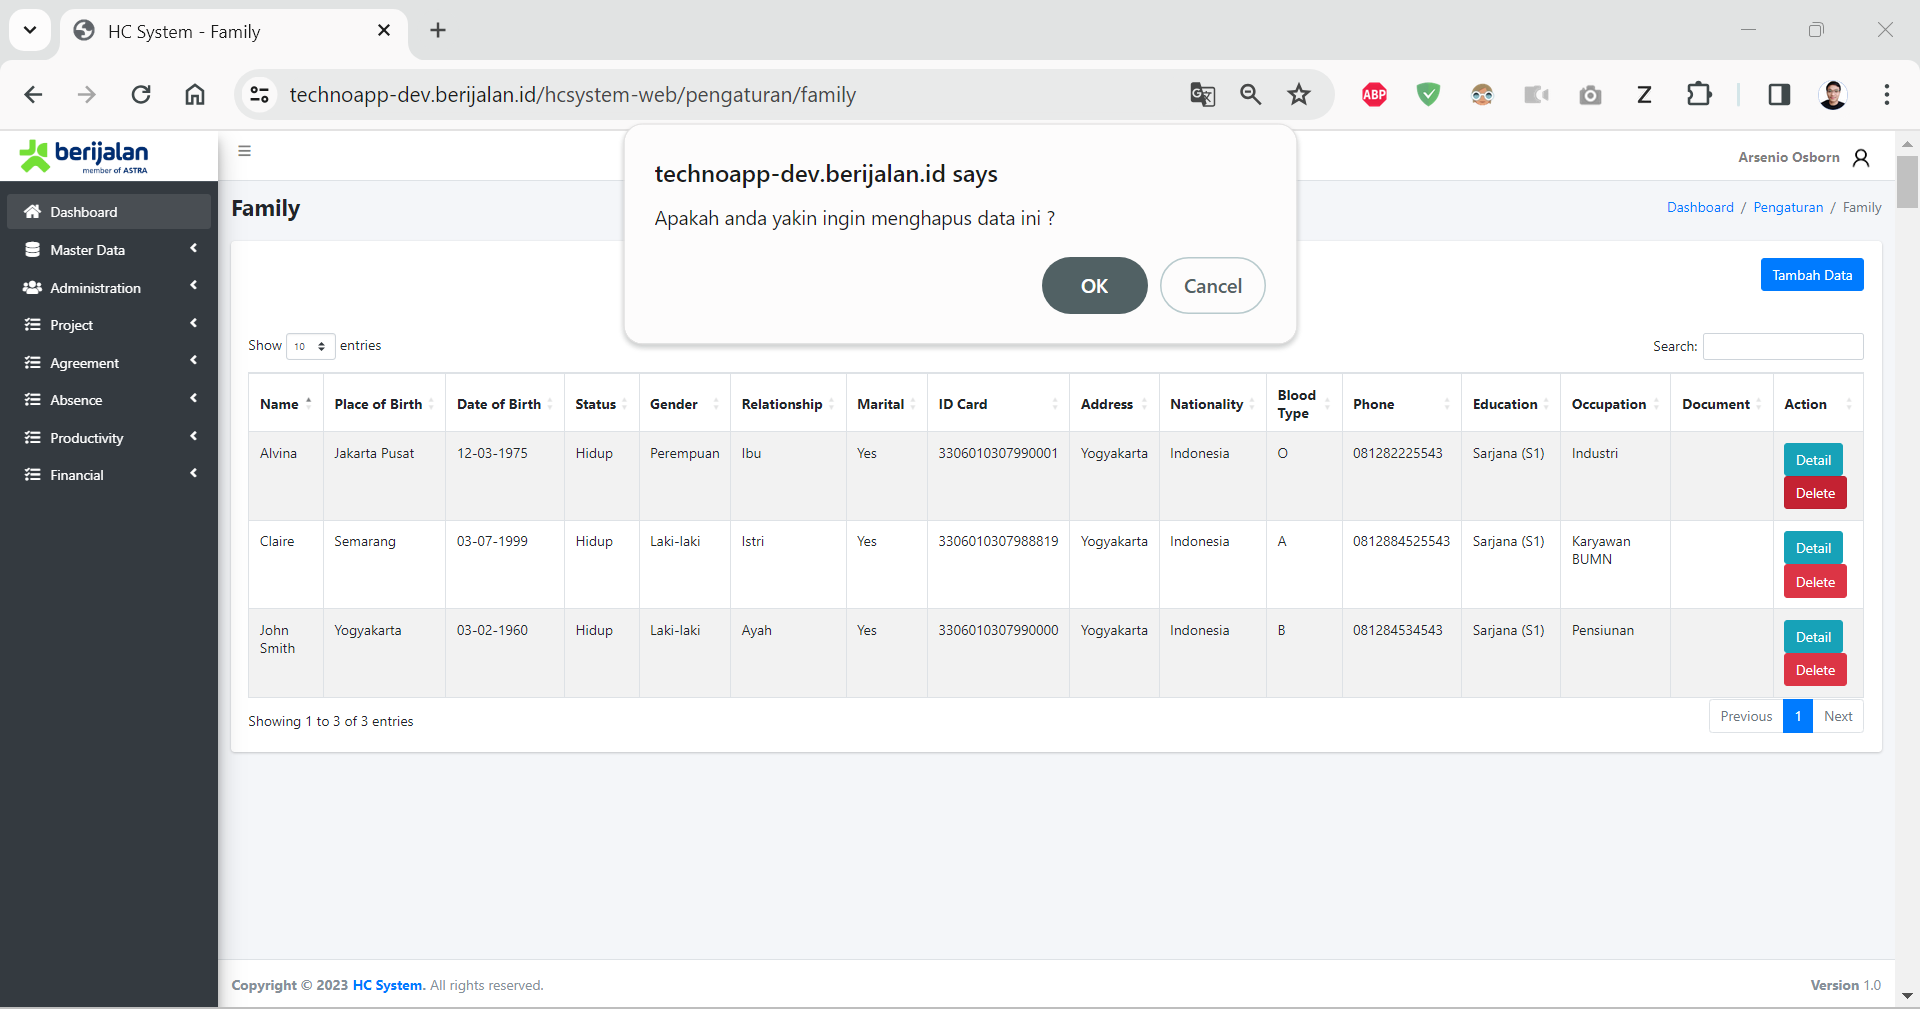 HC System - Family
technoapp-dev.berijalan.id/hcsystem-web/pengaturan/family
ABP
Z
technoapp-dev.berijalan.id says
Apakah anda yakin ingin menghapus data ini ?
OK
Cancel
berijalan
member of ASTRA
Arsenio Osborn
Dashboard
Master Data
Administration
Project
Agreement
Absence
Productivity
Financial
Family
Dashboard / Pengaturan / Family
Tambah Data
Show 10 entries
Search:
Name Place of Birth Date of Birth Status Gender Relationship Marital ID Card Address Nationality Blood Type Phone Education Occupation Document Action
Alvina Jakarta Pusat 12-03-1975 Hidup Perempuan Ibu Yes 3306010307990001 Yogyakarta Indonesia O 081282225543 Sarjana (S1) Industri Detail
Delete
Claire Semarang 03-07-1999 Hidup Laki-laki Istri Yes 3306010307988819 Yogyakarta Indonesia A 0812884525543 Sarjana (S1) Karyawan BUMN Detail
Delete
John Smith Yogyakarta 03-02-1960 Hidup Laki-laki Ayah Yes 3306010307990000 Yogyakarta Indonesia B 081284534543 Sarjana (S1) Pensiunan Detail
Delete
Showing 1 to 3 of 3 entries
Previous 1 Next
Copyright © 2023 HC System. All rights reserved.
Version 1.0